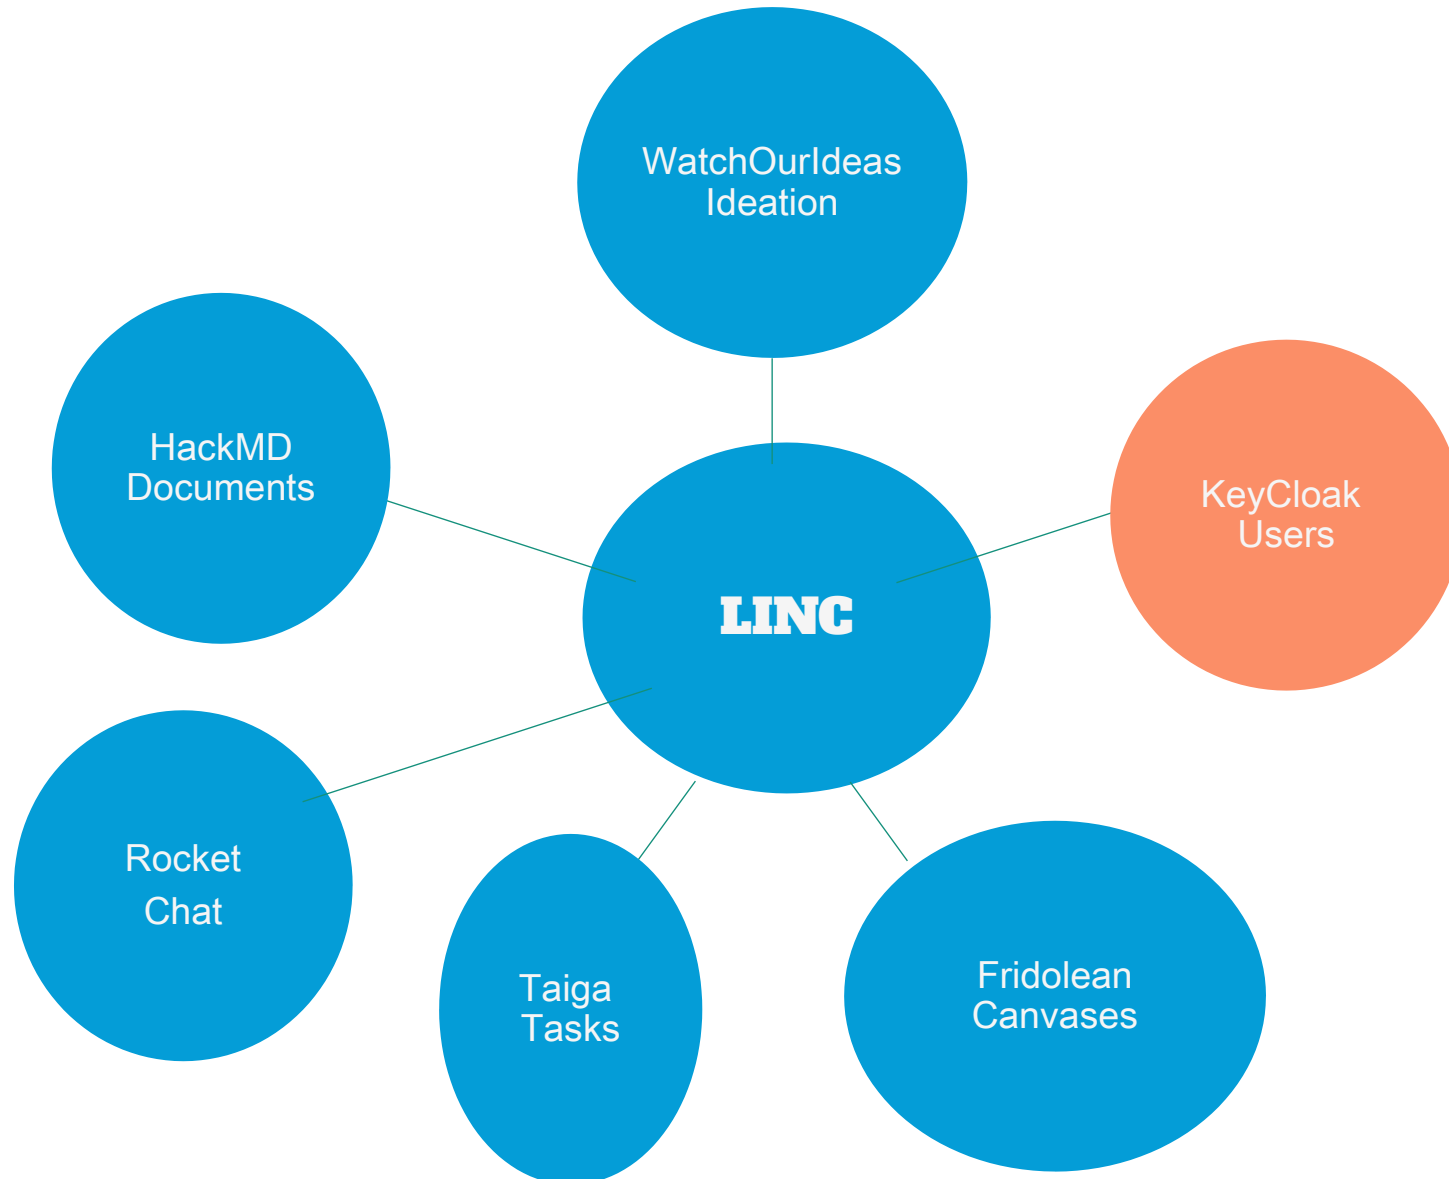 WatchOurIdeas
Ideation
HackMD
Documents
KeyCloak
Users
LINC
Rocket
Chat
Taiga
Tasks
Fridolean
Canvases